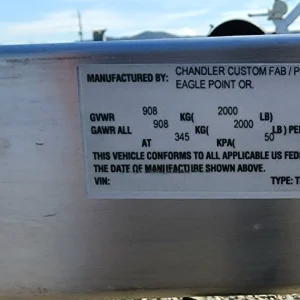 MANUFACTURED BY: CHANDLER CUSTOM FAB / P
EAGLE POINT OR.
GVWR 908 KG( 2000 LB)
GAWR ALL 908 KG( 2000 LB) PE
AT 345 KPA( 50
THIS VEHICLE CONFORMS TO ALL APPLICABLE US FED
THE DATE OF MANUFACTURE SHOWN ABOVE.
VIN: TYPE: T